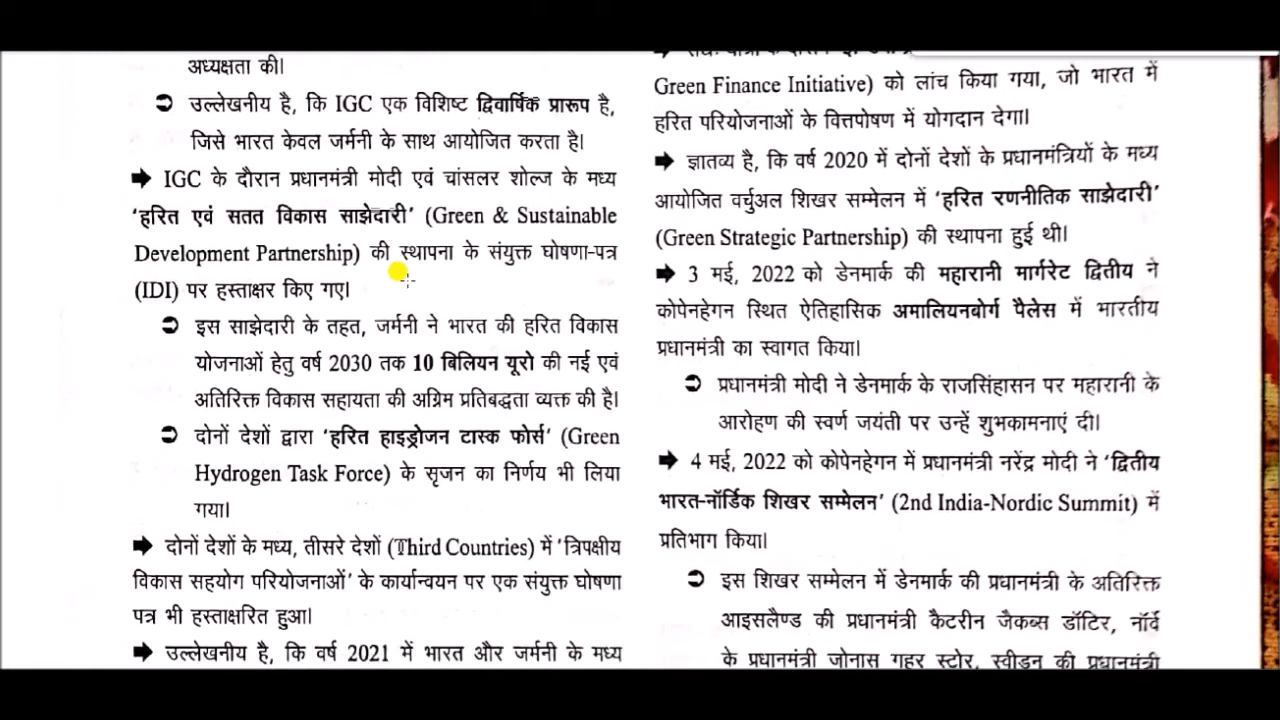 अध्यक्षता की।
➲ उल्लेखनीय है, कि IGC एक विशिष्ट द्विवार्षिक प्रारूप है,
जिसे भारत केवल जर्मनी के साथ आयोजित करता है।
➡ IGC के दौरान प्रधानमंत्री मोदी एवं चांसलर शोल्ज के मध्य
'हरित एवं सतत विकास साझेदारी' (Green & Sustainable
Development Partnership) की स्थापना के संयुक्त घोषणा-पत्र
(IDI) पर हस्ताक्षर किए गए।
➲ इस साझेदारी के तहत, जर्मनी ने भारत की हरित विकास
योजनाओं हेतु वर्ष 2030 तक 10 बिलियन यूरो की नई एवं
अतिरिक्त विकास सहायता की अग्रिम प्रतिबद्धता व्यक्त की है।
➲ दोनों देशों द्वारा 'हरित हाइड्रोजन टास्क फोर्स' (Green
Hydrogen Task Force) के सृजन का निर्णय भी लिया
गया।
➡ दोनों देशों के मध्य, तीसरे देशों (Third Countries) में 'त्रिपक्षीय
विकास सहयोग परियोजनाओं' के कार्यान्वयन पर एक संयुक्त घोषणा
पत्र भी हस्ताक्षरित हुआ।
➡ उल्लेखनीय है, कि वर्ष 2021 में भारत और जर्मनी के मध्य
Green Finance Initiative) को लांच किया गया, जो भारत में
हरित परियोजनाओं के वित्तपोषण में योगदान देगा।
➡ ज्ञातव्य है, कि वर्ष 2020 में दोनों देशों के प्रधानमंत्रियों के मध्य
आयोजित वर्चुअल शिखर सम्मेलन में 'हरित रणनीतिक साझेदारी'
(Green Strategic Partnership) की स्थापना हुई थी।
➡ 3 मई, 2022 को डेनमार्क की महारानी मार्गरेट द्वितीय ने
कोपेनहेगन स्थित ऐतिहासिक अमालियनबोर्ग पैलेस में भारतीय
प्रधानमंत्री का स्वागत किया।
➲ प्रधानमंत्री मोदी ने डेनमार्क के राजसिंहासन पर महारानी के
आरोहण की स्वर्ण जयंती पर उन्हें शुभकामनाएं दी।
➡ 4 मई, 2022 को कोपेनहेगन में प्रधानमंत्री नरेंद्र मोदी ने 'द्वितीय
भारत-नॉर्डिक शिखर सम्मेलन' (2nd India-Nordic Summit) में
प्रतिभाग किया।
➲ इस शिखर सम्मेलन में डेनमार्क की प्रधानमंत्री के अतिरिक्त
आइसलैण्ड की प्रधानमंत्री कैटरीन जैकब्स डॉटिर, नॉर्वे
के प्रधानमंत्री जोनास गहर स्टोर, स्वीडन की प्रधानमंत्री